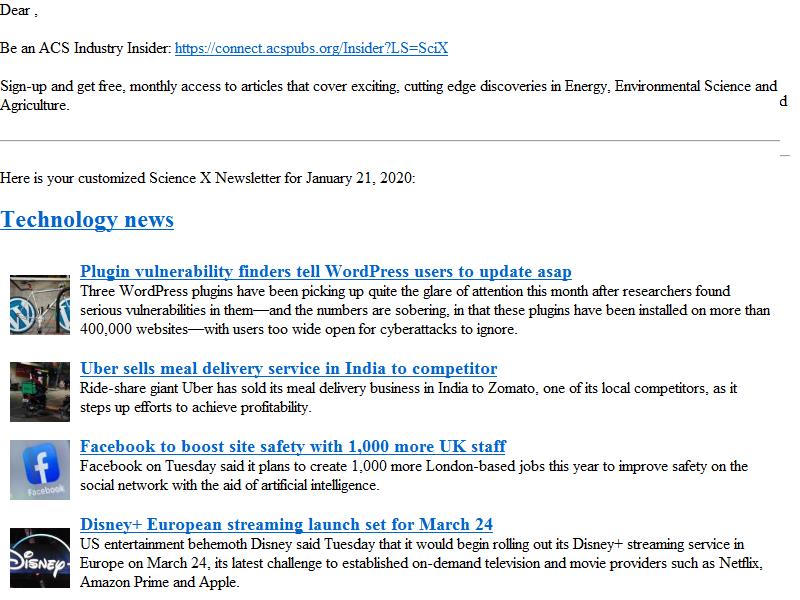 Dear ,
Be an ACS Industry Insider: https://connect.acspubs.org/Insider?LS=SciX
Sign-up and get free, monthly access to articles that cover exciting, cutting edge discoveries in Energy, Environmental Science and
Agriculture.
d
Here is your customized Science X Newsletter for January 21, 2020:
Technology news
Plugin vulnerability finders tell WordPress users to update asap
Three WordPress plugins have been picking up quite the glare of attention this month after researchers found
serious vulnerabilities in them—and the numbers are sobering, in that these plugins have been installed on more than
400,000 websites—with users too wide open for cyberattacks to ignore.
Uber sells meal delivery service in India to competitor
Ride-share giant Uber has sold its meal delivery business in India to Zomato, one of its local competitors, as it
steps up efforts to achieve profitability.
Facebook to boost site safety with 1,000 more UK staff
Facebook on Tuesday said it plans to create 1,000 more London-based jobs this year to improve safety on the
social network with the aid of artificial intelligence.
Facebook
Disney+ European streaming launch set for March 24
US entertainment behemoth Disney said Tuesday that it would begin rolling out its Disney+ streaming service in
Europe on March 24, its latest challenge to established on-demand television and movie providers such as Netflix,
Amazon Prime and Apple.
Disney+